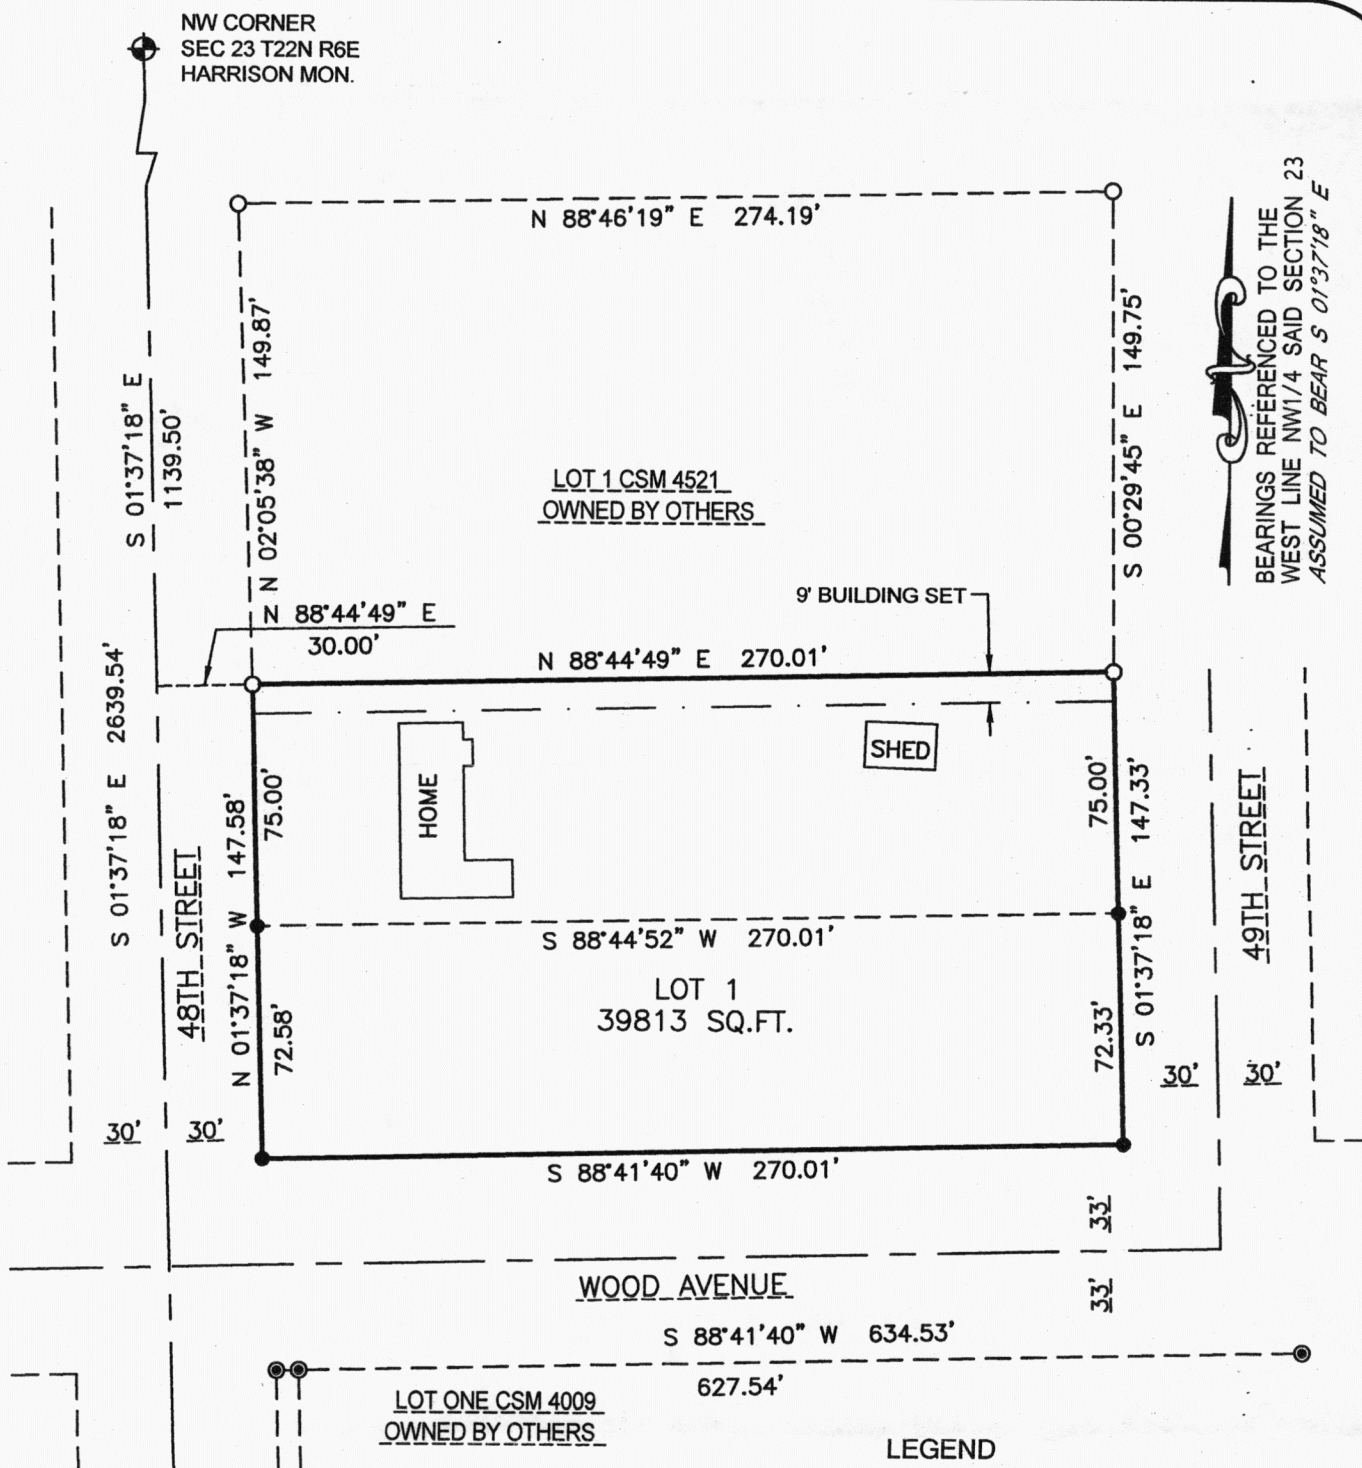 NW CORNER
SEC 23 T22N R6E
HARRISON MON.
N 88°46'19" E 274.19'
BEARINGS REFERENCED TO THE
WEST LINE NW1/4 SAID SECTION 23
ASSUMED TO BEAR S 01°37'18" E
S 01°37'18" E
1139.50'
N 02°05'38" W 149.87'
S 00°29'45" E 149.75'
LOT 1 CSM 4521
OWNED BY OTHERS
9' BUILDING SET
N 88°44'49" E
30.00'
N 88°44'49" E 270.01'
S 01°37'18" E 2639.54'
HOME
SHED
75.00'
75.00'
N 01°37'18" W 147.58'
S 01°37'18" E 147.33'
48TH STREET
49TH STREET
S 88°44'52" W 270.01'
LOT 1
39813 SQ.FT.
72.58'
72.33'
30'
30'
30'
30'
S 88°41'40" W 270.01'
33'
33'
WOOD AVENUE
S 88°41'40" W 634.53'
627.54'
LOT ONE CSM 4009
OWNED BY OTHERS
LEGEND